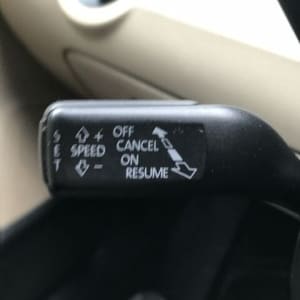 SET
SPEED
+
-
OFF
CANCEL
ON
RESUME